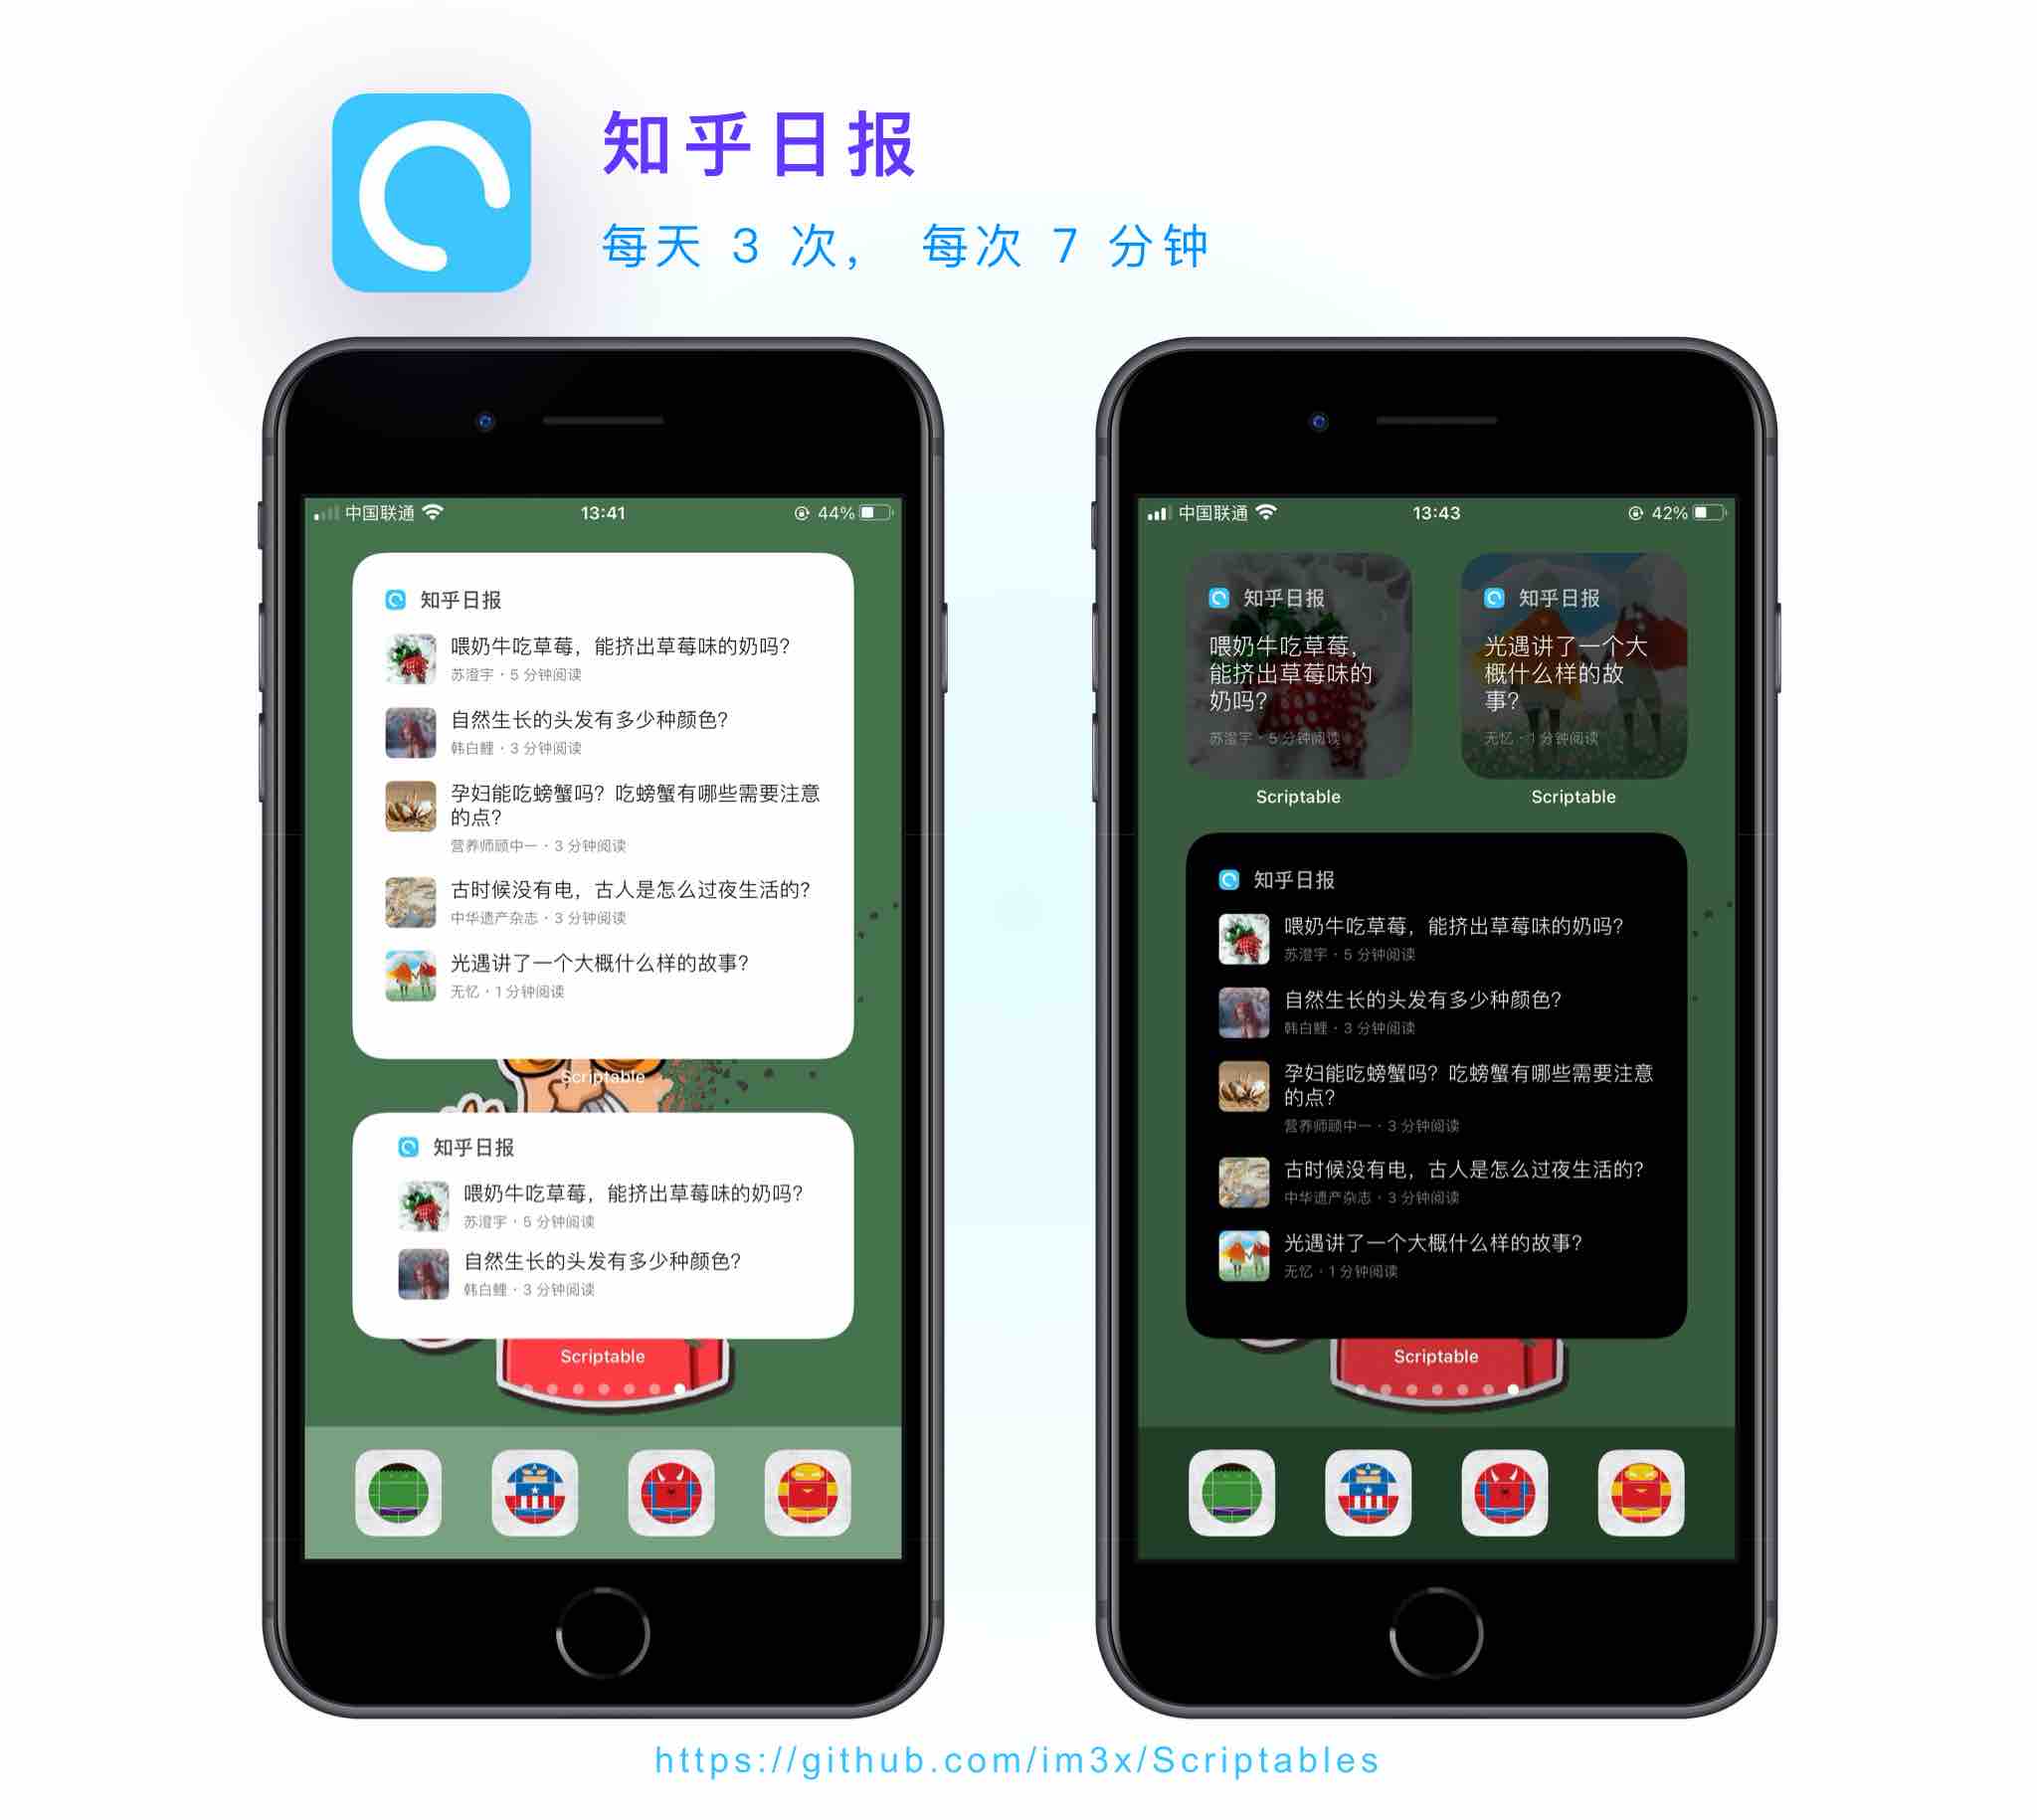 知乎日报
每天 3 次， 每次 7 分钟
中国联通
13:41
44%
知乎日报
喂奶牛吃草莓，能挤出草莓味的奶吗？
苏澄宇 · 5 分钟阅读
自然生长的头发有多少种颜色？
韩白鲤 · 3 分钟阅读
孕妇能吃螃蟹吗？吃螃蟹有哪些需要注意
的点？
营养师顾中一 · 3 分钟阅读
古时候没有电，古人是怎么过夜生活的？
中华遗产杂志 · 3 分钟阅读
光遇讲了一个大概什么样的故事？
无忆 · 1 分钟阅读
Scriptable
知乎日报
喂奶牛吃草莓，能挤出草莓味的奶吗？
苏澄宇 · 5 分钟阅读
自然生长的头发有多少种颜色？
韩白鲤 · 3 分钟阅读
Scriptable
中国联通
13:43
42%
知乎日报
喂奶牛吃草莓，
能挤出草莓味的
奶吗？
苏澄宇 · 5 分钟阅读
Scriptable
知乎日报
光遇讲了一个大
概什么样的故
事？
无忆 · 1 分钟阅读
Scriptable
知乎日报
喂奶牛吃草莓，能挤出草莓味的奶吗？
苏澄宇 · 5 分钟阅读
自然生长的头发有多少种颜色？
韩白鲤 · 3 分钟阅读
孕妇能吃螃蟹吗？吃螃蟹有哪些需要注意
的点？
营养师顾中一 · 3 分钟阅读
古时候没有电，古人是怎么过夜生活的？
中华遗产杂志 · 3 分钟阅读
光遇讲了一个大概什么样的故事？
无忆 · 1 分钟阅读
Scriptable
https://github.com/im3x/Scriptables